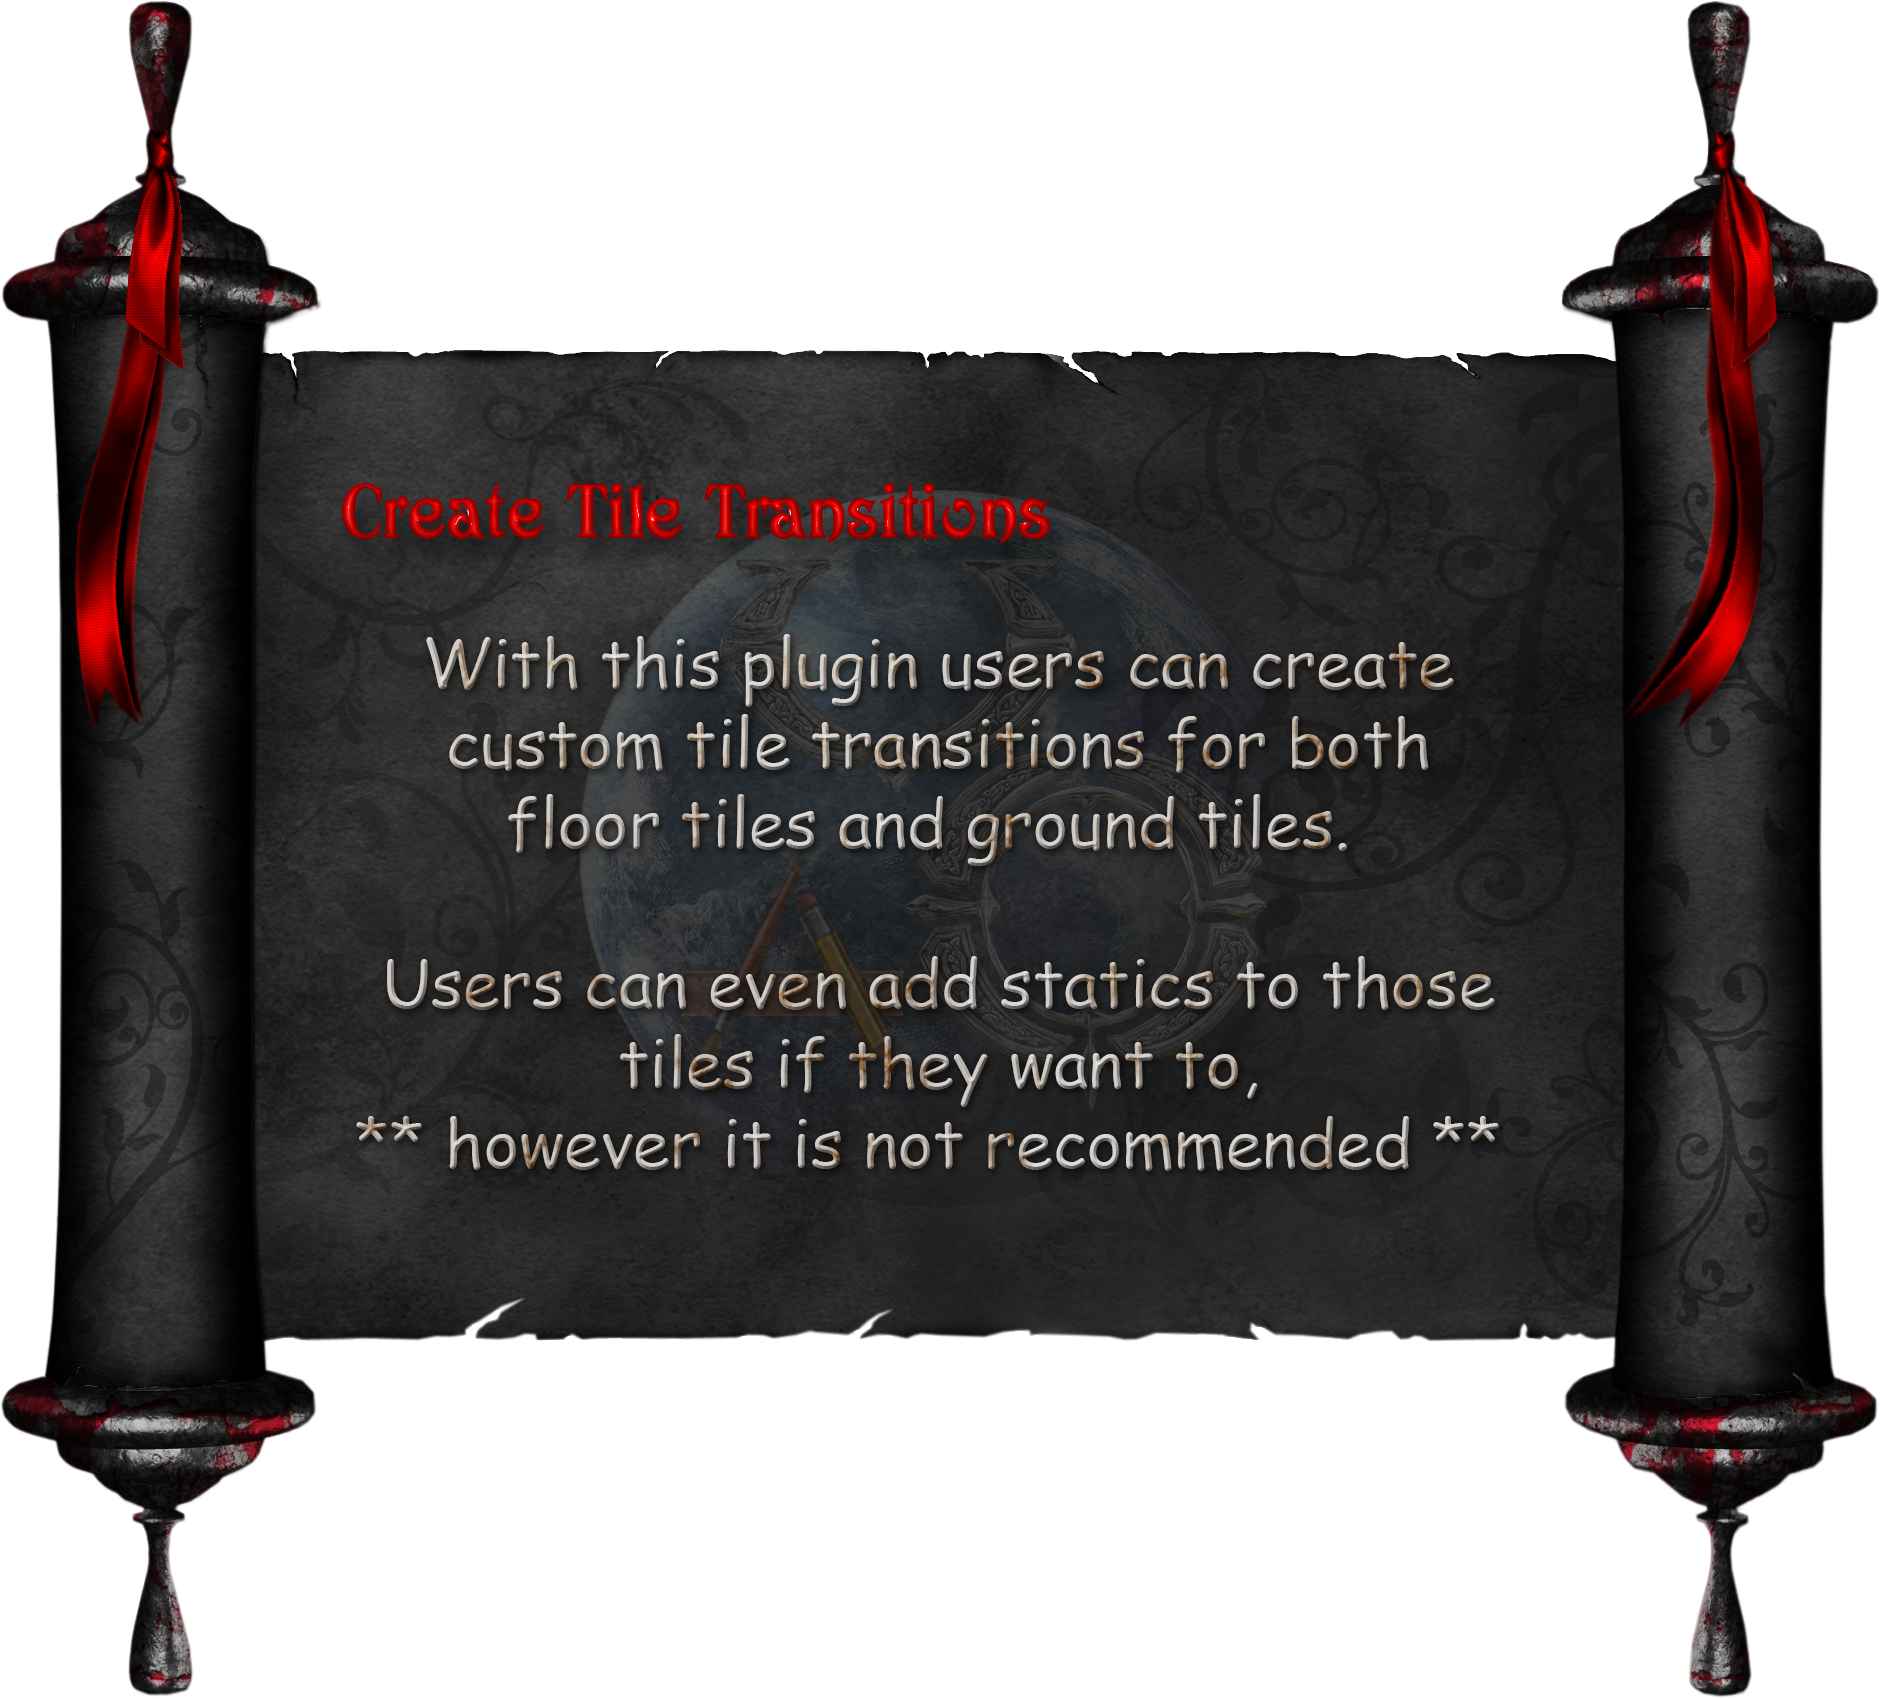 Create Tile Transitions
With this plugin users can create
custom tile transitions for both
floor tiles and ground tiles.
Users can even add statics to those
tiles if they want to,
** however it is not recommended **